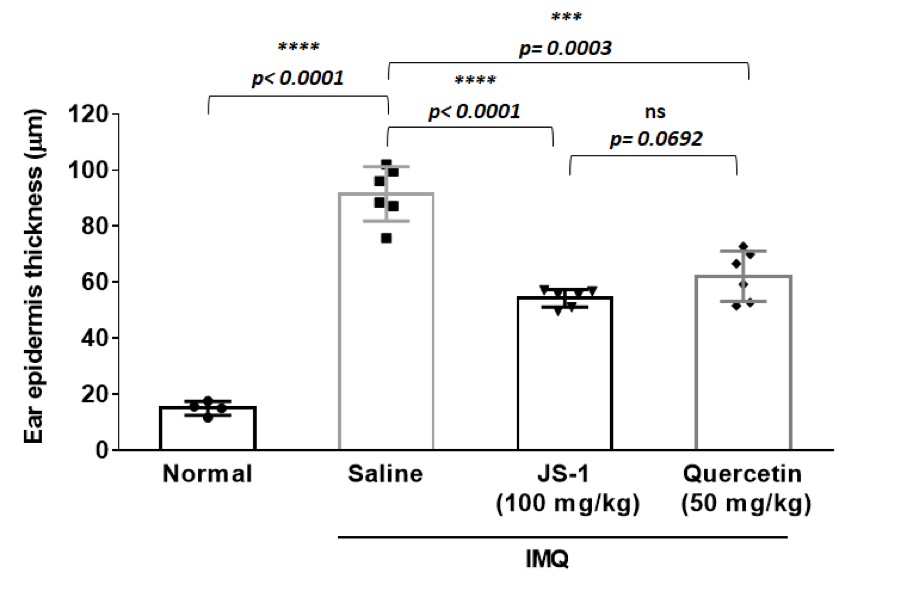 ***
p= 0.0003
****
p< 0.0001
****
p< 0.0001
ns
p= 0.0692
Ear epidermis thickness (μm)
120
100
80
60
40
20
0
Normal
Saline
JS-1
(100 mg/kg)
Quercetin
(50 mg/kg)
IMQ